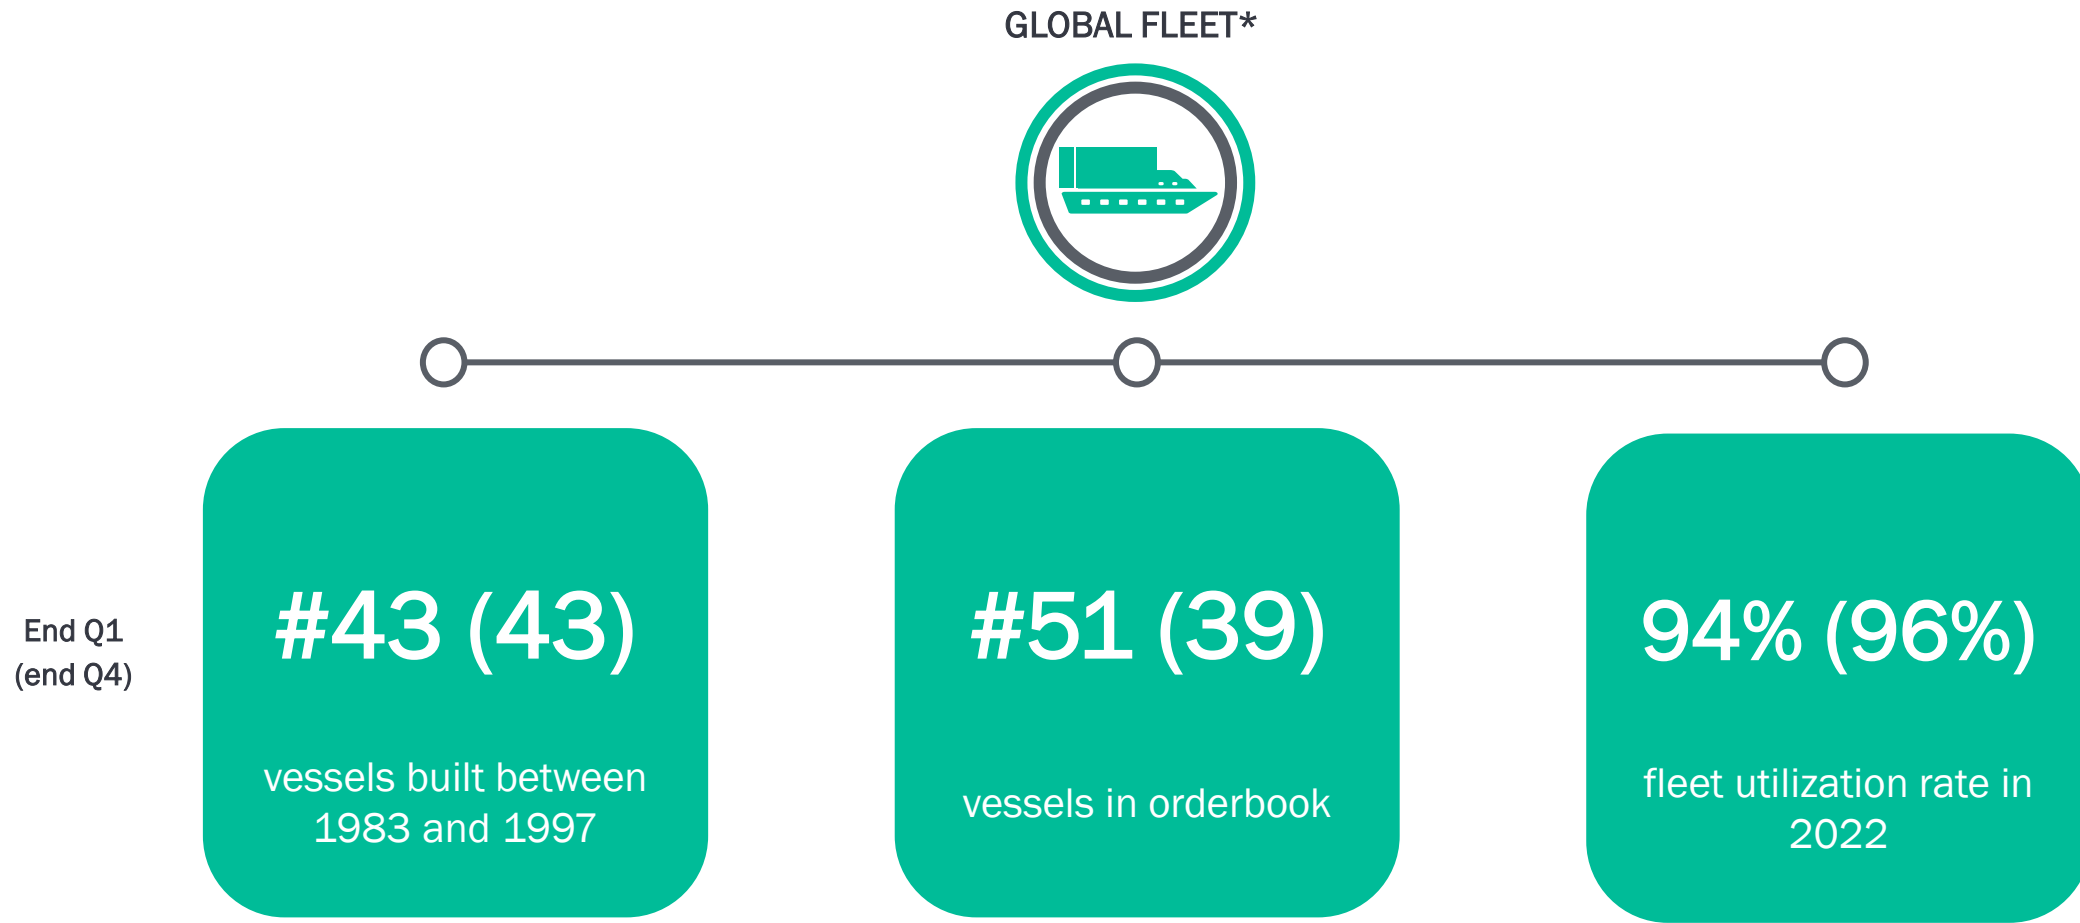 GLOBAL FLEET*
End Q1
(end Q4)
#43 (43)
vessels built between
1983 and 1997
#51 (39)
vessels in orderbook
94% (96%)
fleet utilization rate in
2022